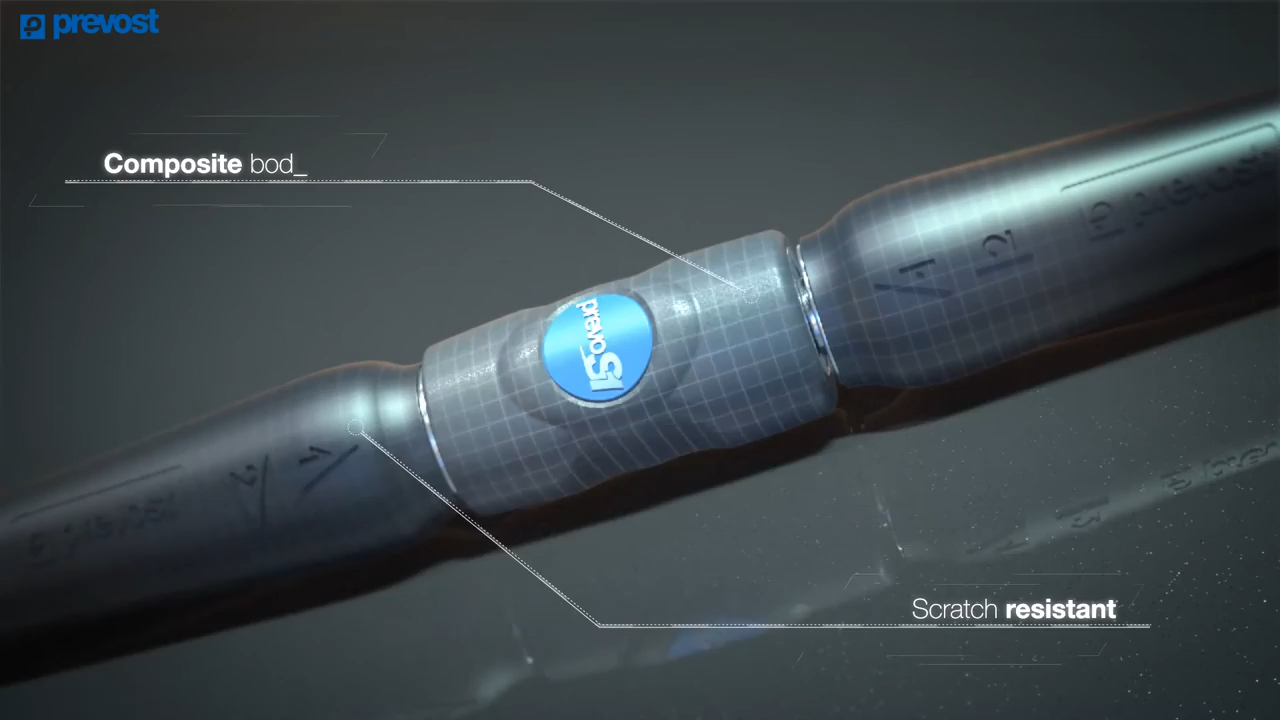 prevost
Composite bod_
prevo
S1
Scratch resistant